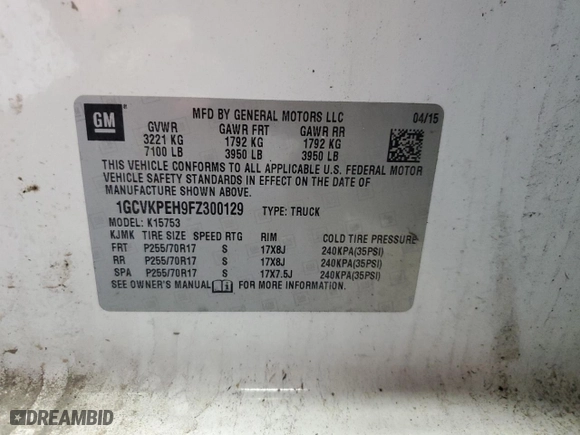 GM
MFD BY GENERAL MOTORS LLC 04/15
GVWR GAWR FRT GAWR RR
3221 KG 1792 KG 1792 KG
7100 LB 3950 LB 3950 LB
THIS VEHICLE CONFORMS TO ALL APPLICABLE U.S. FEDERAL MOTOR
VEHICLE SAFETY STANDARDS IN EFFECT ON THE DATE OF
MANUFACTURE SHOWN ABOVE.
1GCVKPEH9FZ300129 TYPE: TRUCK
MODEL: K15753
KJMK TIRE SIZE SPEED RTG RIM COLD TIRE PRESSURE
FRT P255/70R17 S 17X8J 240KPA(35PSI)
RR P255/70R17 S 17X8J 240KPA(35PSI)
SPA P255/70R17 S 17X7.5J 240KPA(35PSI)
SEE OWNER'S MANUAL FOR MORE INFORMATION.
DREAMBID